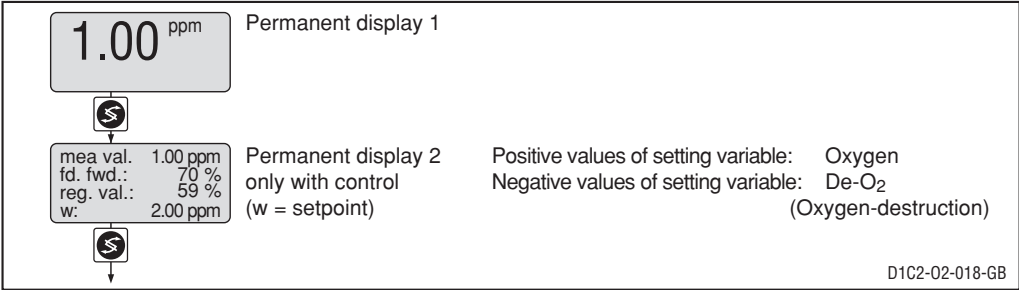 1.00 ppm
Permanent display 1
mea val. 1.00 ppm
fd. fwd.: 70 %
reg. val.: 59 %
w: 2.00 ppm
Permanent display 2
only with control
(w = setpoint)
Positive values of setting variable: Oxygen
Negative values of setting variable: De-O2
(Oxygen-destruction)
D1C2-O2-018-GB